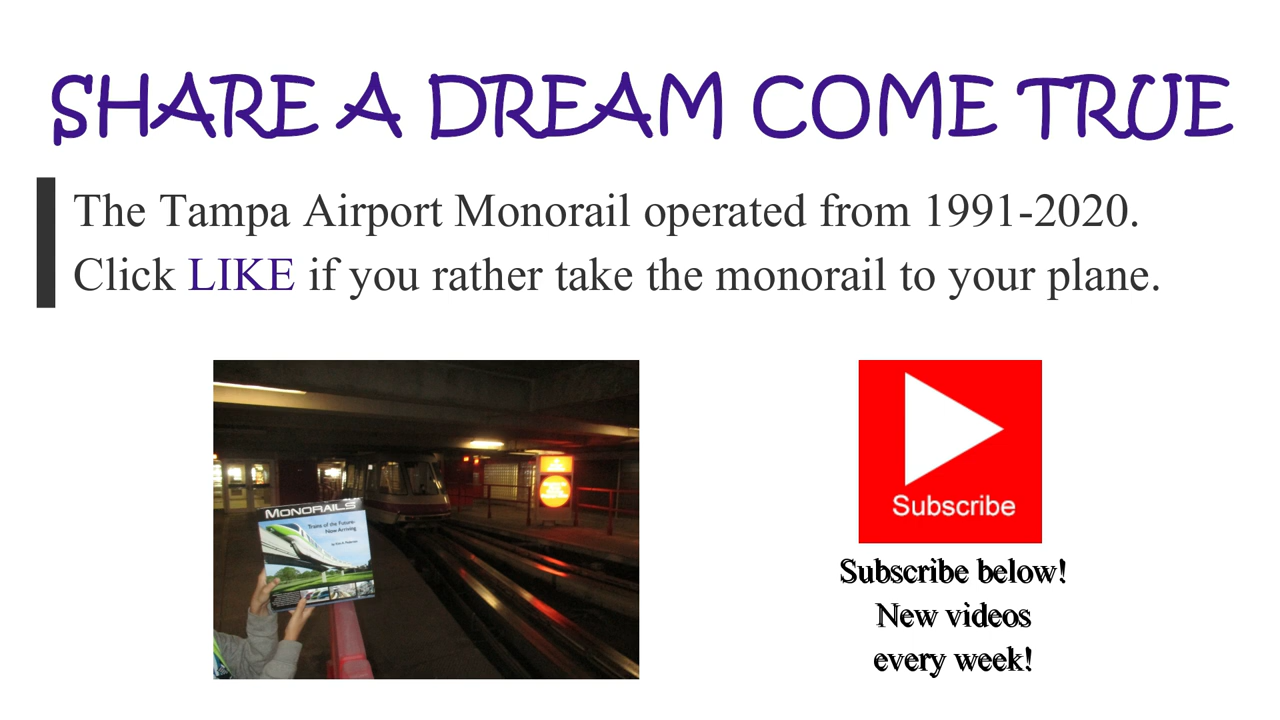 SHARE A DREAM COME TRUE
The Tampa Airport Monorail operated from 1991-2020.
Click LIKE if you rather take the monorail to your plane.
MONORAILS
Trains of the Future-
Now Arriving
Subscribe
Subscribe below!
New videos
every week!